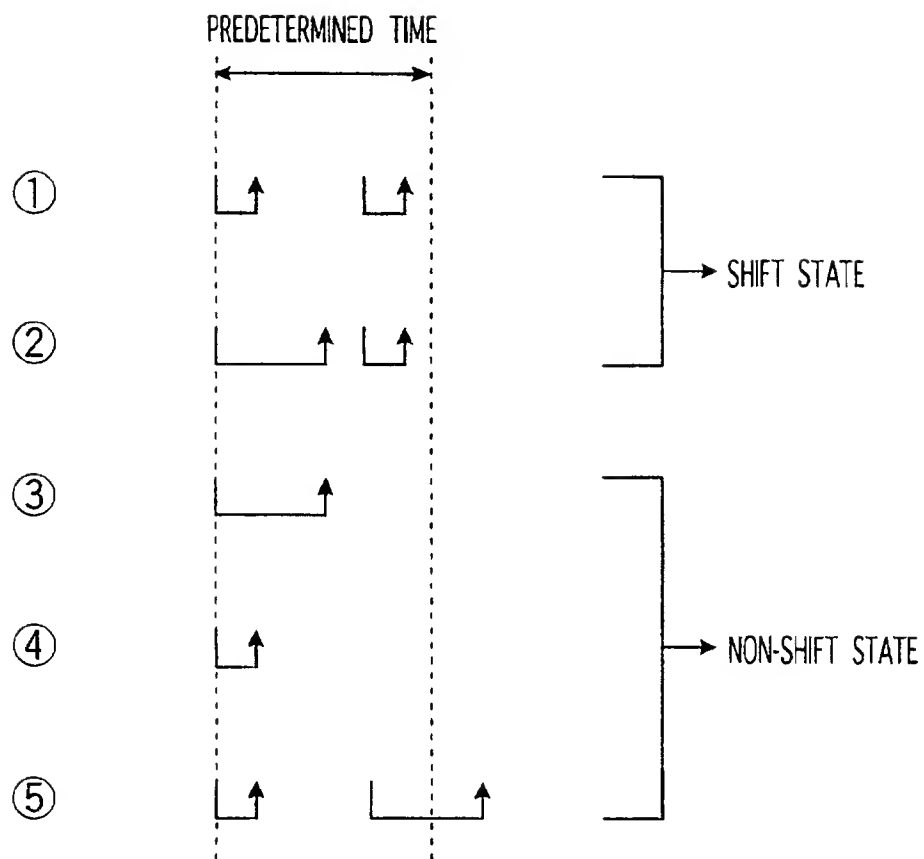 PREDETERMINED TIME
①
②
SHIFT STATE
③
④
NON-SHIFT STATE
⑤